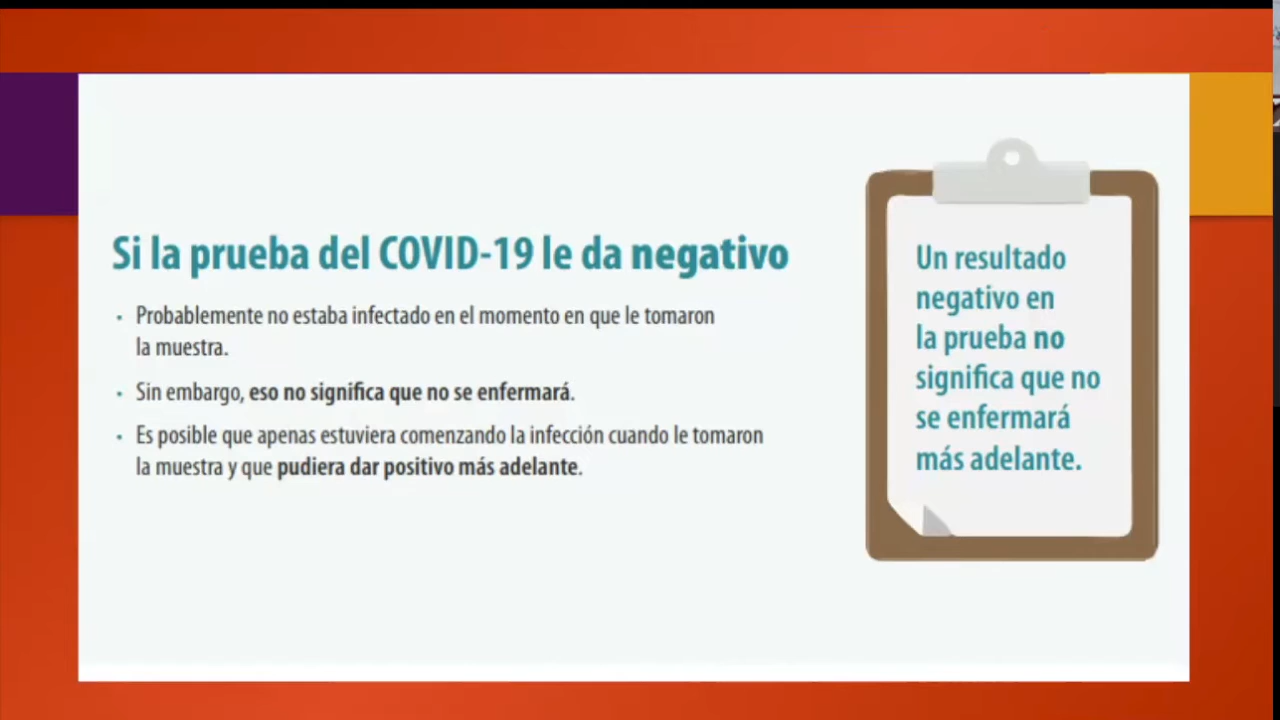 Si la prueba del COVID-19 le da negativo
• Probablemente no estaba infectado en el momento en que le tomaron
la muestra.
• Sin embargo, eso no significa que no se enfermará.
• Es posible que apenas estuviera comenzando la infección cuando le tomaron
la muestra y que pudiera dar positivo más adelante.
Un resultado
negativo en
la prueba no
significa que no
se enfermará
más adelante.